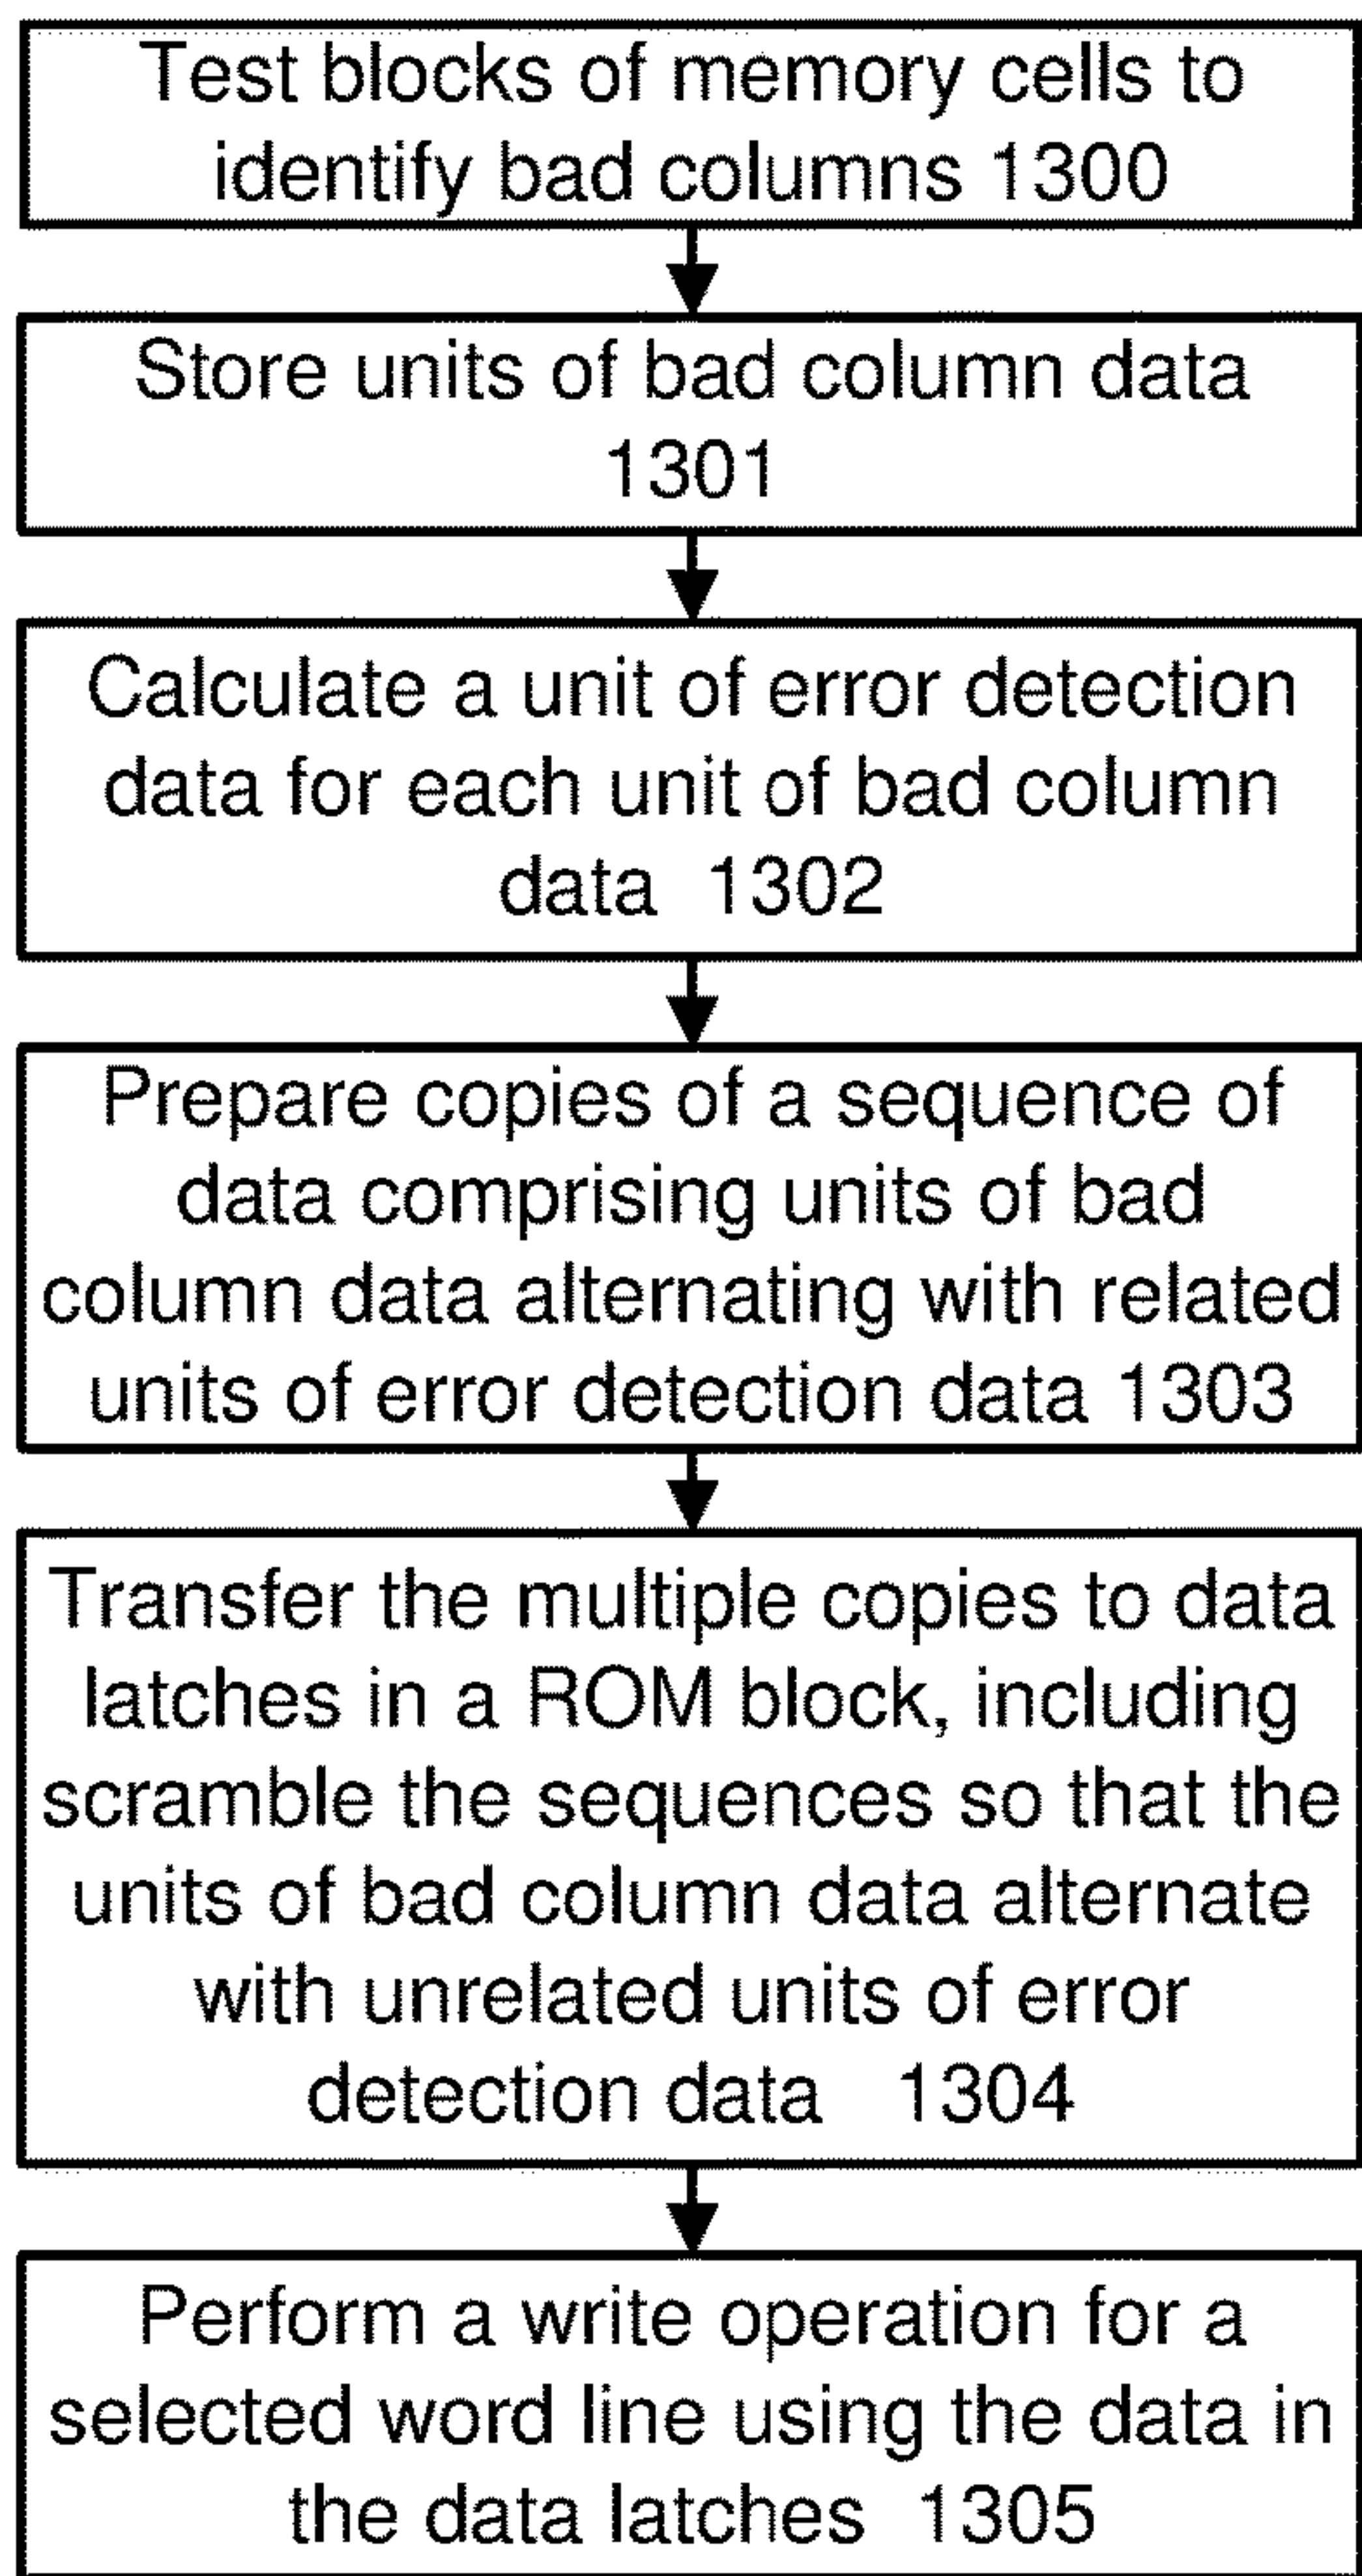 Test blocks of memory cells to
identify bad columns 1300
Store units of bad column data
1301
Calculate a unit of error detection
data for each unit of bad column
data 1302
Prepare copies of a sequence of
data comprising units of bad
column data alternating with related
units of error detection data 1303
Transfer the multiple copies to data
latches in a ROM block, including
scramble the sequences so that the
units of bad column data alternate
with unrelated units of error
detection data 1304
Perform a write operation for a
selected word line using the data in
the data latches 1305